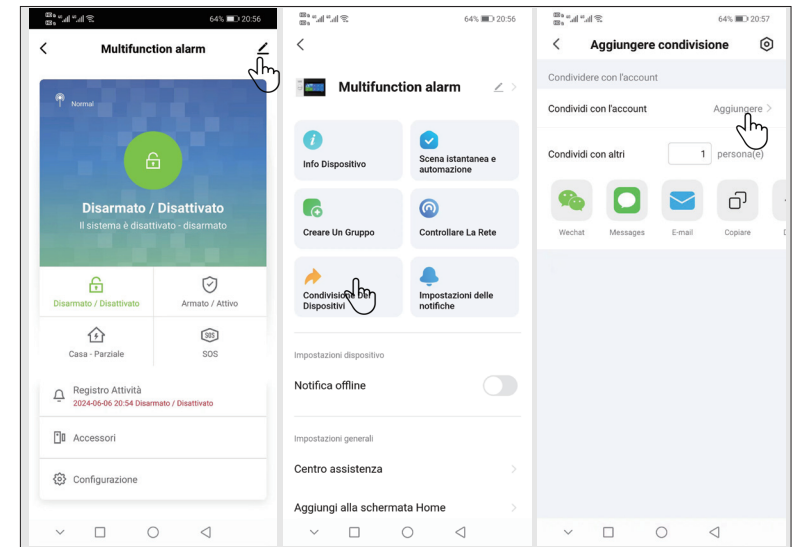 64% 20:56
Multifunction alarm
Normal
Disarmato / Disattivato
Il sistema è disattivato - disarmato
Disarmato / Disattivato
Armato / Attivo
Casa - Parziale
SOS
SOS
Registro Attività
2024-06-06 20:54 Disarmato / Disattivato
Accessori
Configurazione
64% 20:56
Multifunction alarm
Info Dispositivo
Scena istantanea e
automazione
Creare Un Gruppo
Controllare La Rete
Condivisione Dei
Dispositivi
Impostazioni delle
notifiche
Impostazioni dispositivo
Notifica offline
Impostazioni generali
Centro assistenza
Aggiungi alla schermata Home
64% 20:57
Aggiungere condivisione
Condividere con l'account
Condividi con l'account
Aggiungere
Condividi con altri
1 persona(e)
Wechat
Messages
E-mail
Copiare